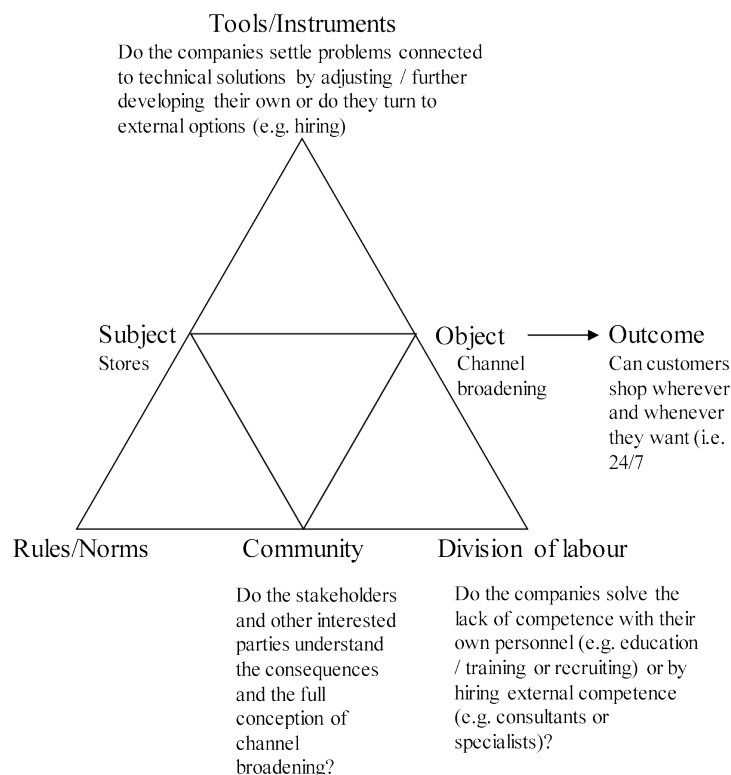 Tools/Instruments
Do the companies settle problems connected
to technical solutions by adjusting / further
developing their own or do they turn to
external options (e.g. hiring)
Subject
Stores
Object
Channel
broadening
Outcome
Can customers
shop wherever
and whenever
they want (i.e.
24/7
Rules/Norms
Community
Do the stakeholders
and other interested
parties understand
the consequences
and the full
conception of
channel
broadening?
Division of labour
Do the companies solve the
lack of competence with their
own personnel (e.g. education
/ training or recruiting) or by
hiring external competence
(e.g. consultants or
specialists)?